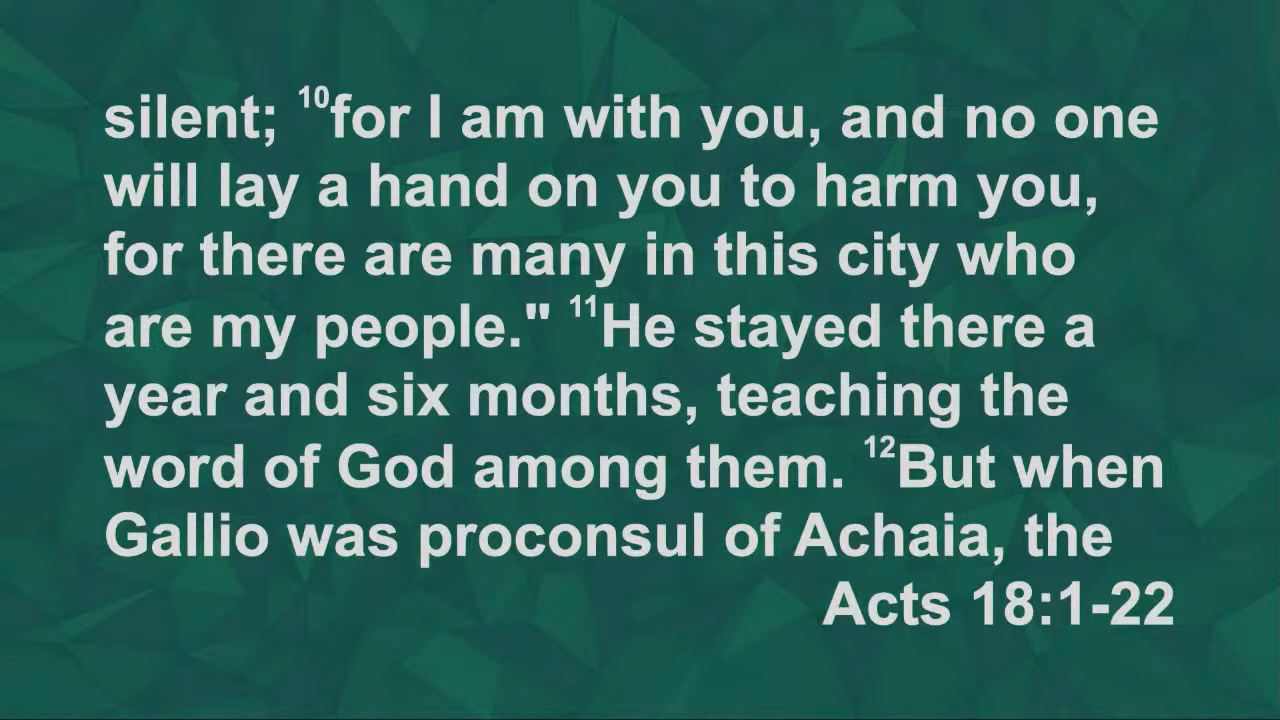 silent; ¹⁰for I am with you, and no one
will lay a hand on you to harm you,
for there are many in this city who
are my people." ¹¹He stayed there a
year and six months, teaching the
word of God among them. ¹²But when
Gallio was proconsul of Achaia, the
Acts 18:1-22